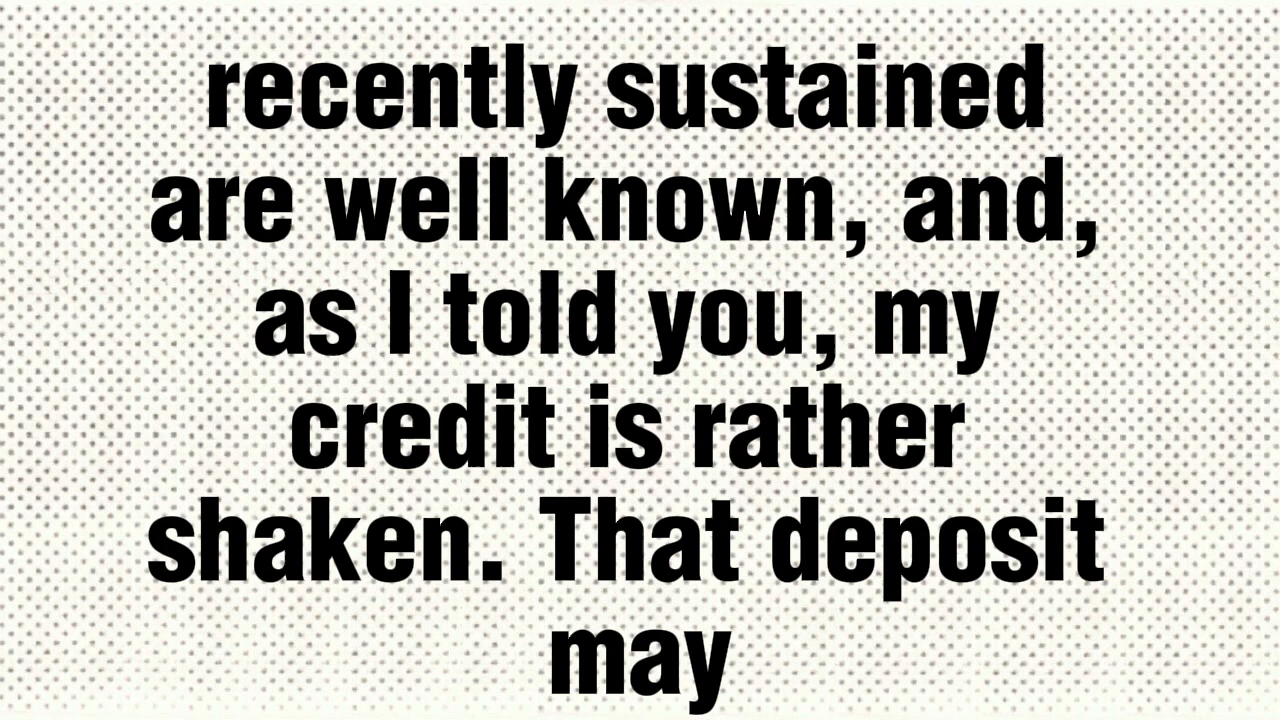 recently sustained
are well known, and,
as I told you, my
credit is rather
shaken. That deposit
may